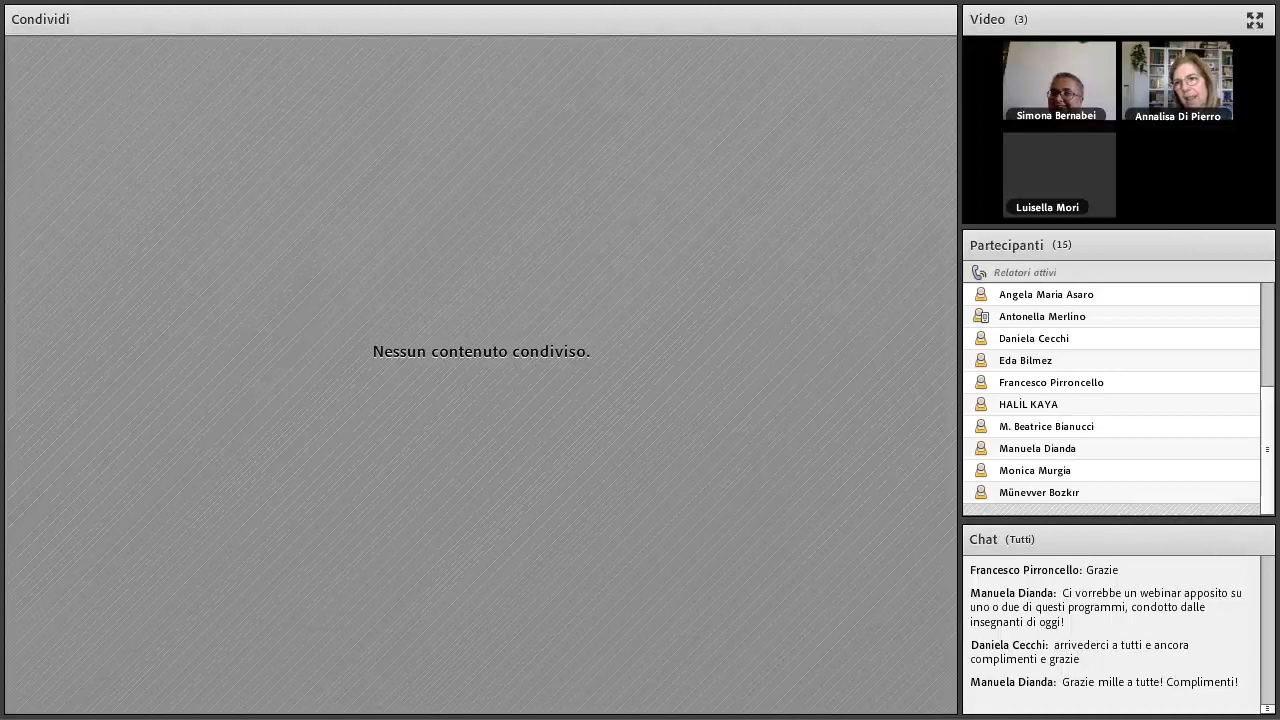 Condividi
Nessun contenuto condiviso.
Video (3)
Simona Bernabei
Annalisa Di Pierro
Luisella Mori
Partecipanti (15)
Relatori attivi
Angela Maria Asaro
Antonella Merlino
Daniela Cecchi
Eda Bilmez
Francesco Pirroncello
HALİL KAYA
M. Beatrice Bianucci
Manuela Dianda
Monica Murgia
Münevver Bozkır
Chat (Tutti)
Francesco Pirroncello: Grazie
Manuela Dianda: Ci vorrebbe un webinar apposito su
uno o due di questi programmi, condotto dalle
insegnanti di oggi!
Daniela Cecchi: arrivederci a tutti e ancora
complimenti e grazie
Manuela Dianda: Grazie mille a tutte! Complimenti!